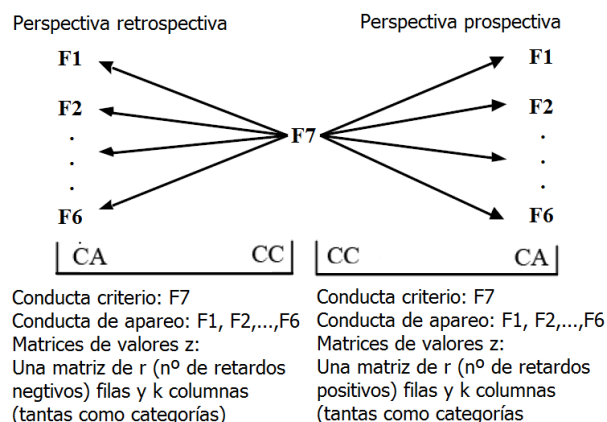 Perspectiva retrospectiva
F1
F2
.
.
.
F6
CA CC
Conducta criterio: F7
Conducta de apareo: F1, F2,...,F6
Matrices de valores z:
Una matriz de r (nº de retardos
negtivos) filas y k columnas
(tantas como categorías)
F7
Perspectiva prospectiva
F1
F2
.
.
.
F6
CC CA
Conducta criterio: F7
Conducta de apareo: F1, F2,...,F6
Matrices de valores z:
Una matriz de r (nº de retardos
positivos) filas y k columnas
(tantas como categorías